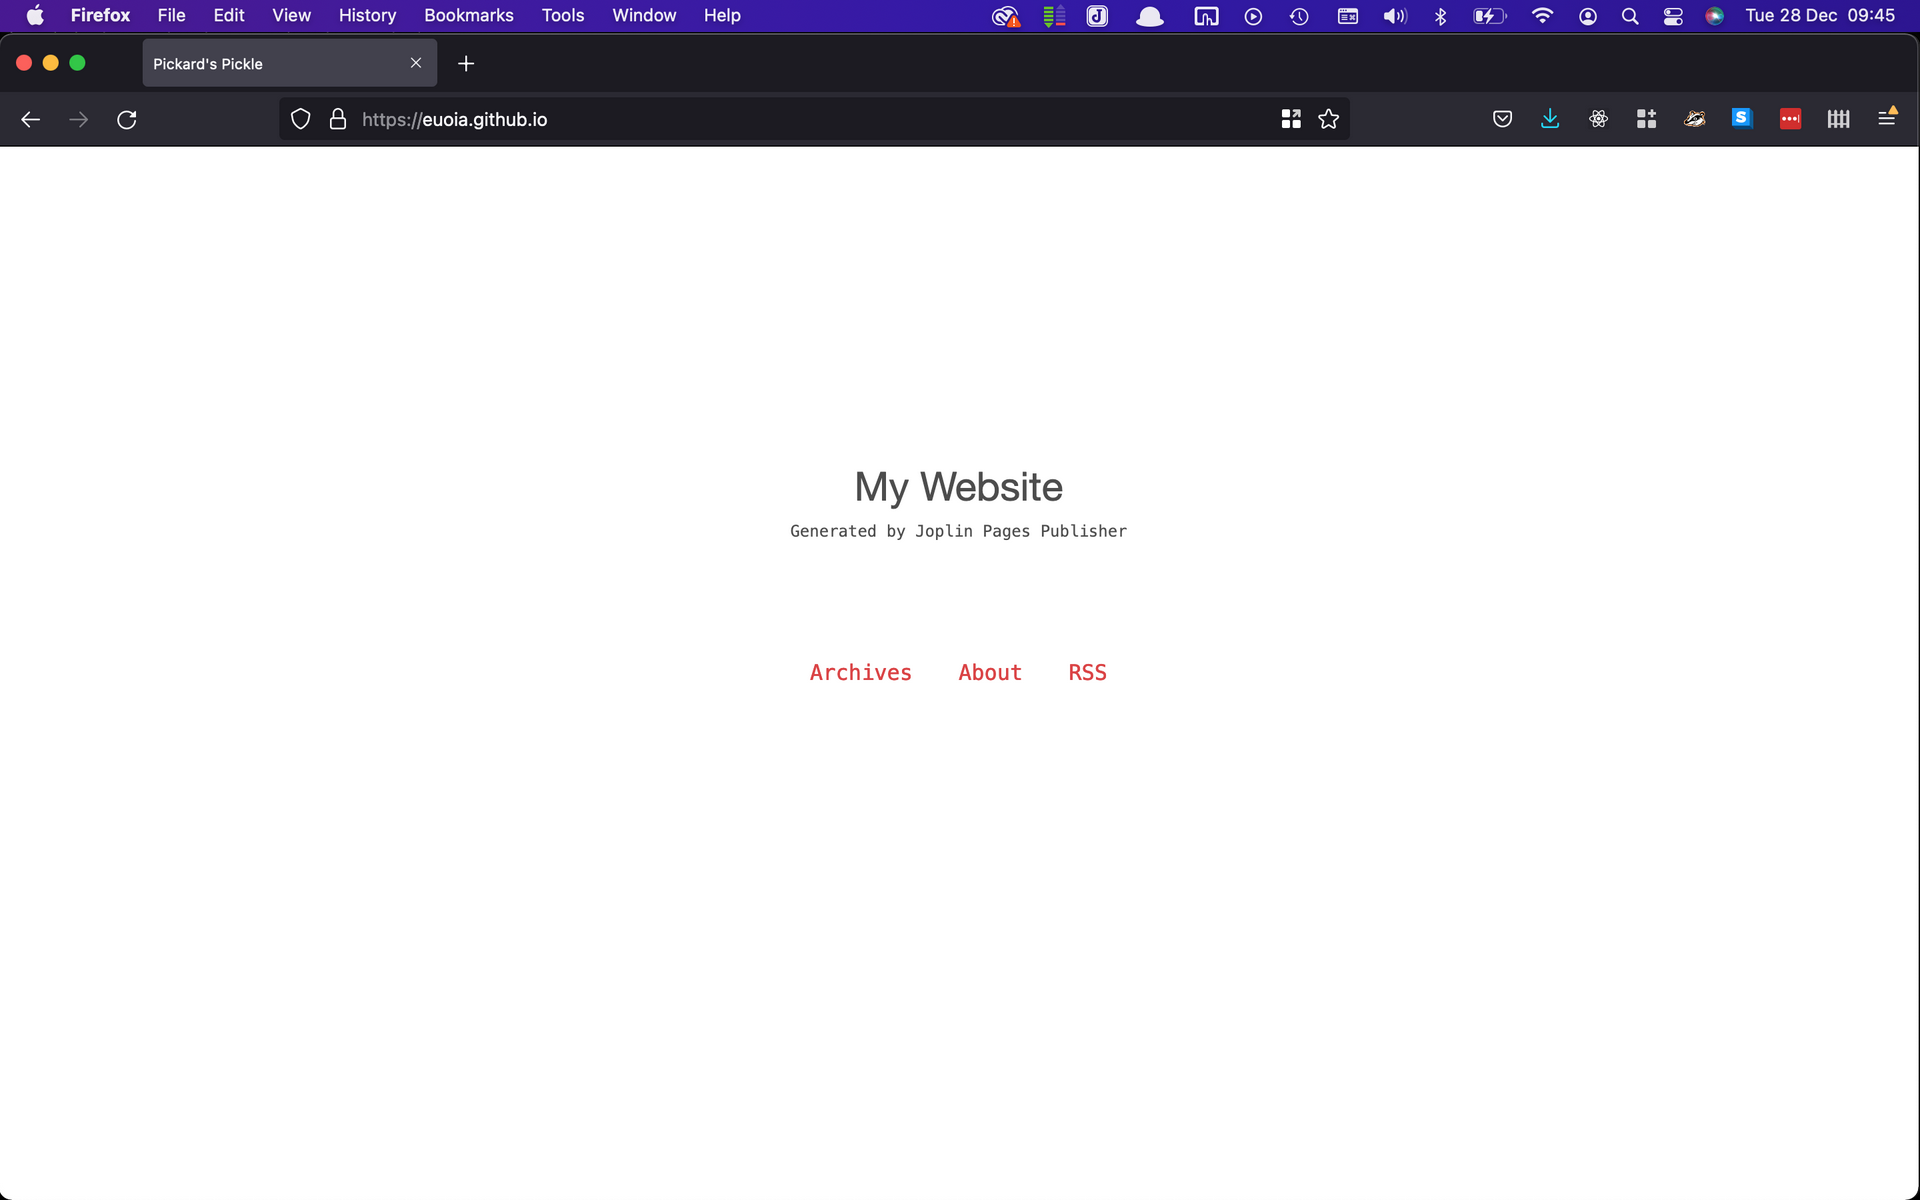 Firefox File Edit View History Bookmarks Tools Window Help Tue 28 Dec 09:45
Pickard's Pickle
https://euoia.github.io
My Website
Generated by Joplin Pages Publisher
Archives About RSS